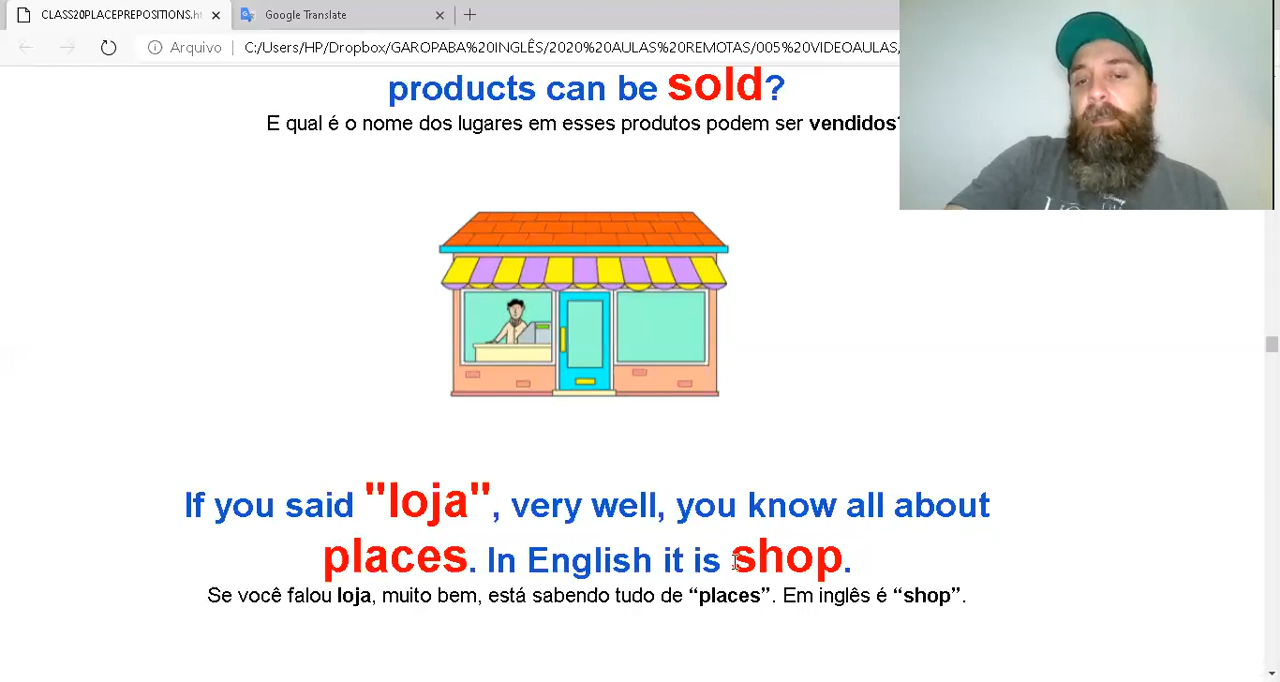 CLASS20PLACEPREPOSITIONS.ht
Google Translate
Arquivo
C:/Users/HP/Dropbox/GAROPABA%20INGLÊS/2020%20AULAS%20REMOTAS/005%20VIDEOAULAS/
products can be sold?
E qual é o nome dos lugares em esses produtos podem ser vendidos?
If you said "loja", very well, you know all about
places. In English it is shop.
Se você falou loja, muito bem, está sabendo tudo de “places”. Em inglês é “shop”.